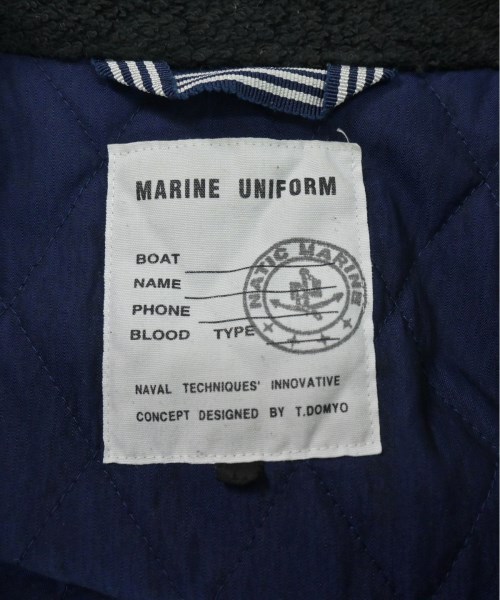 MARINE UNIFORM
BOAT
NAME
PHONE
BLOOD TYPE
NATIC MARINE
NAVAL TECHNIQUES' INNOVATIVE
CONCEPT DESIGNED BY T.DOMYO